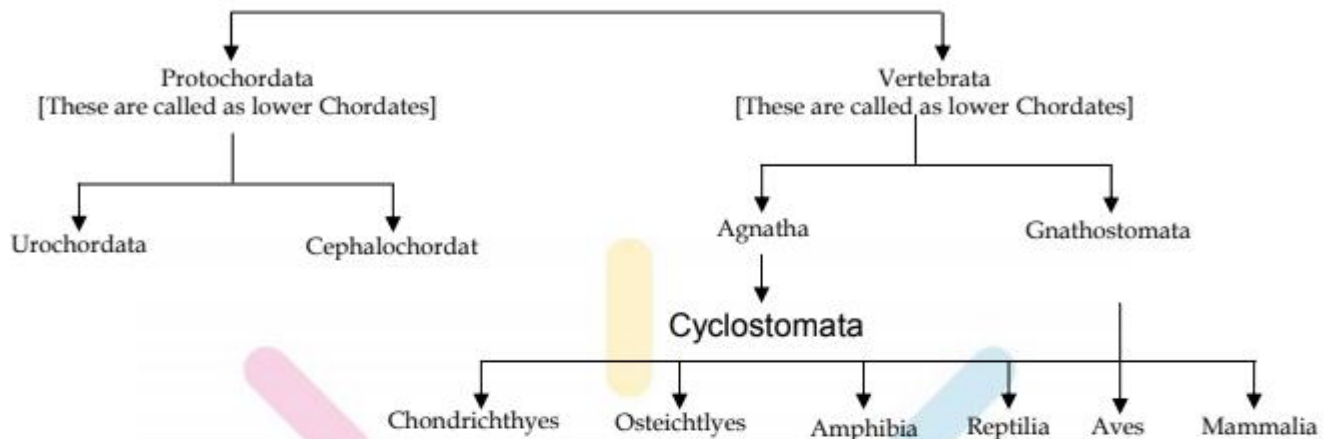 Protochordata
[These are called as lower Chordates]
Vertebrata
[These are called as lower Chordates]
Urochordata
Cephalochordat
Agnatha
Gnathostomata
Cyclostomata
Chondrichthyes
Osteichtlyes
Amphibia
Reptilia
Aves
Mammalia